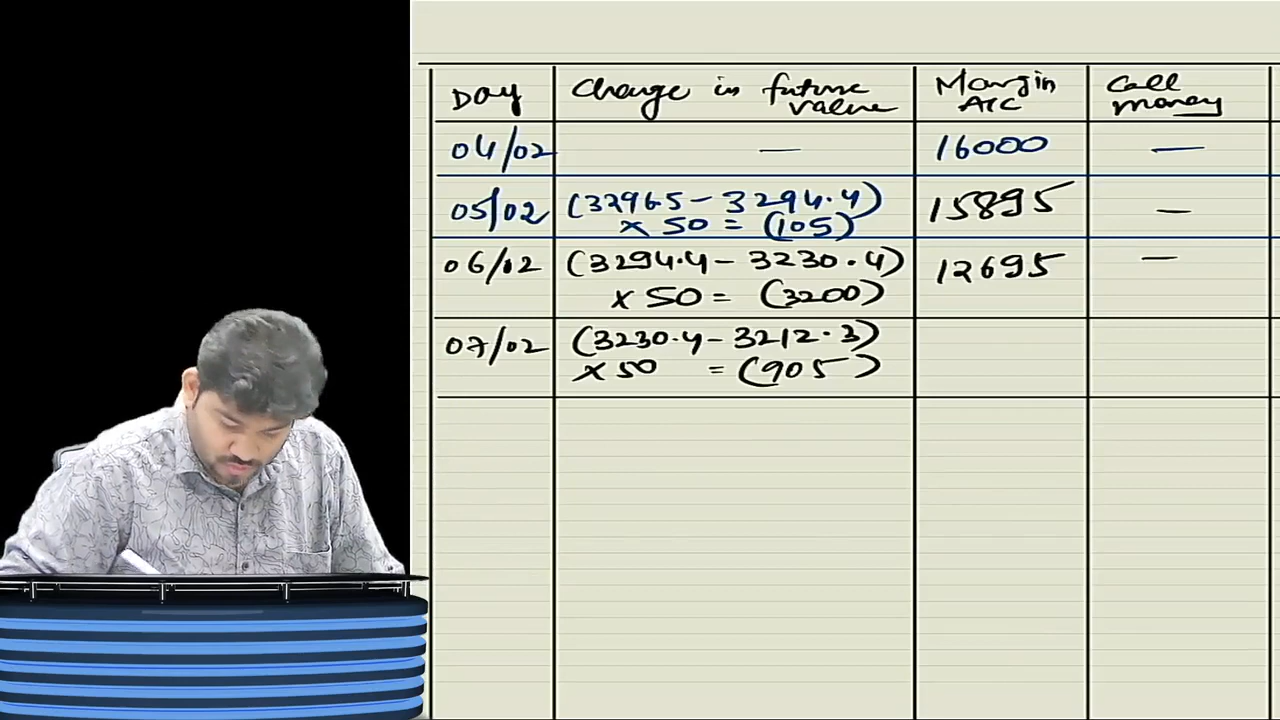 Day Change in future value Margin A/C Call money
04/02 — 16000 —
05/02 (3296.5 - 3294.4) x 50 = (105) 15895 —
06/02 (3294.4 - 3230.4) x 50 = (3200) 12695 —
07/02 (3230.4 - 3212.3) x 50 = (905)